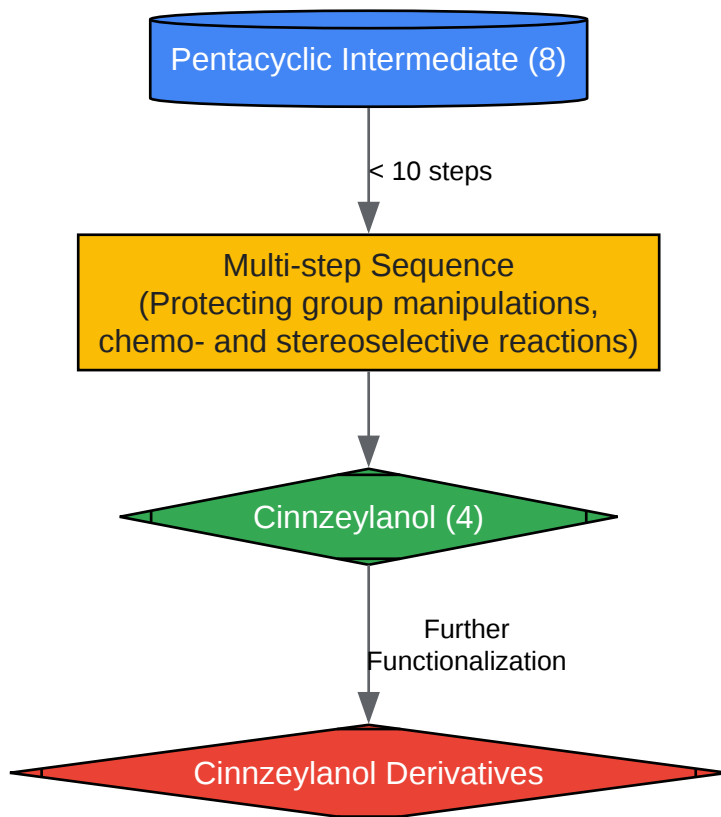 Pentacyclic Intermediate (8)
< 10 steps
Multi-step Sequence
(Protecting group manipulations,
chemo- and stereoselective reactions)
Cinnzeylanol (4)
Further
Functionalization
Cinnzeylanol Derivatives